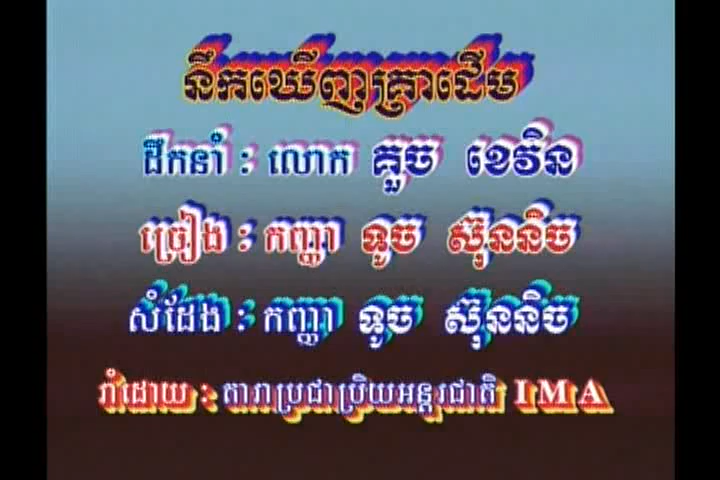 នឹកឃើញគ្រាដើម
ដឹកនាំ : លោក គួច ខេវិន
ច្រៀង : កញ្ញា ទូច ស៊ុននិច
សំដែង : កញ្ញា ទូច ស៊ុននិច
រាំដោយ : តារាប្រជាប្រិយអន្តរជាតិ IMA